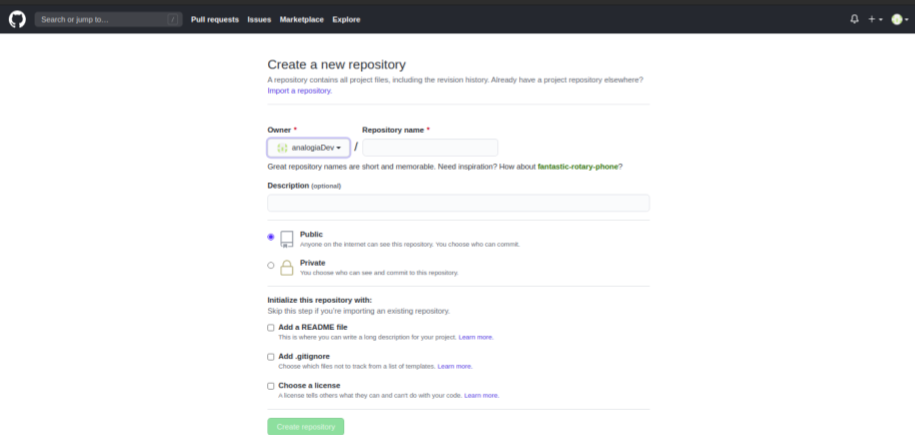 Search or jump to... / Pull requests Issues Marketplace Explore
Create a new repository
A repository contains all project files, including the revision history. Already have a project repository elsewhere?
Import a repository.
Owner * Repository name *
analogiaDev /
Great repository names are short and memorable. Need inspiration? How about fantastic-rotary-phone?
Description (optional)
Public
Anyone on the internet can see this repository. You choose who can commit.
Private
You choose who can see and commit to this repository.
Initialize this repository with:
Skip this step if you're importing an existing repository.
Add a README file
This is where you can write a long description for your project. Learn more.
Add .gitignore
Choose which files not to track from a list of templates. Learn more.
Choose a license
A license tells others what they can and can't do with your code. Learn more.
Create repository